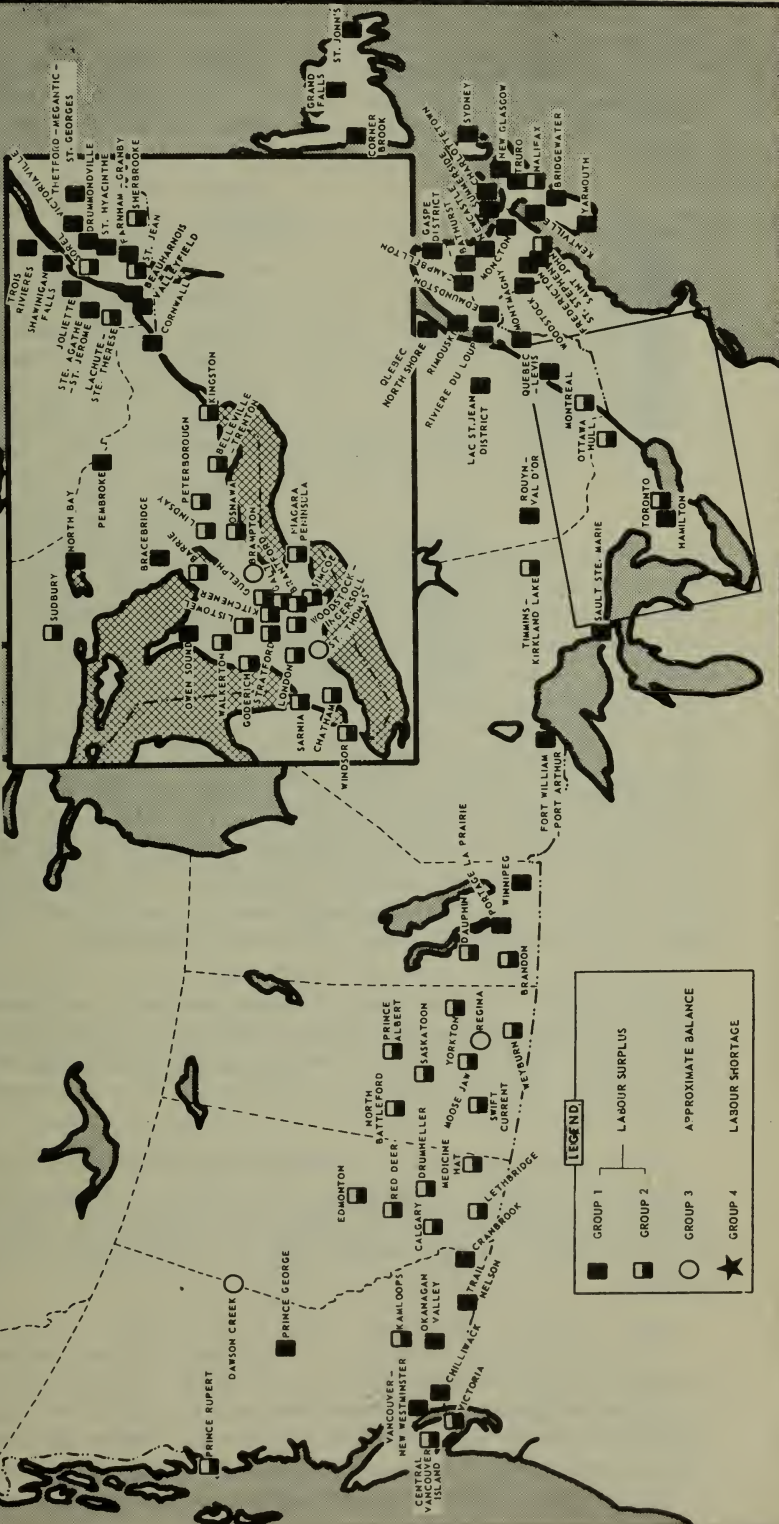 PRINCE RUPERT
DAWSON CREEK
PRINCE GEORGE
VANCOUVER –
NEW WESTMINSTER
CENTRAL
VANCOUVER
ISLAND
VICTORIA
CHILLIWACK
KAMLOOPS
OKANAGAN
VALLEY
TRAIL
NELSON
CRANBROOK
EDMONTON
RED DEER
CALGARY
DRUMHELLER
MEDICINE
HAT
LETHBRIDGE
NORTH
BATTLEFORD
PRINCE
ALBERT
SASKATOON
MOOSE JAW
SWIFT
CURRENT
YORKTON
REGINA
WEYBURN
DAUPHIN
PORTAGE LA PRAIRIE
BRANDON
WINNIPEG
FORT WILLIAM
– PORT ARTHUR
SAULT STE. MARIE
TIMMINS –
KIRKLAND LAKE
ROUYN –
VAL D'OR
TORONTO
HAMILTON
OTTAWA
HULL
MONTREAL
QUEBEC
– LEVIS
LAC ST. JEAN
DISTRICT
QUEBEC
NORTH SHORE
RIMOUSKI
RIVIERE DU LOUP
MONTMAGNY
GASPE
DISTRICT
CAMPBELLTON
EDMUNDSTON
BATHURST
NEWCASTLE
SUMMERSIDE
CHARLOTTETOWN
MONCTON
WOODSTOCK
FREDERICTON
ST. STEPHEN
SAINT JOHN
SYDNEY
NEW GLASGOW
TRURO
HALIFAX
BRIDGEWATER
YARMOUTH
KENTVILLE
CORNER
BROOK
GRAND
FALLS
ST. JOHN'S
SUDBURY
NORTH BAY
PEMBROKE
BRACEBRIDGE
OWEN SOUND
WALKERTON
GODERICH
LISTOWEL
STRATFORD
KITCHENER
GUELPH
BARRIE
LINDSAY
PETERBOROUGH
OSHAWA
BELLEVILLE
– TRENTON
KINGSTON
BRAMPTON
GALT
BRANTFORD
NIAGARA
PENINSULA
SIMCOE
WOODSTOCK –
INGERSOLL
ST. THOMAS
LONDON
SARNIA
CHATHAM
WINDSOR
CORNWALL
TROIS
RIVIERES
SHAWINIGAN
FALLS
JOLIETTE
STE. AGATHE
– ST. JEROME
LACHUTE –
STE. THERESE
SOREL
VICTORIAVILLE
THETFORD – MEGANTIC –
ST. GEORGES
DRUMMONDVILLE
ST. HYACINTHE
FARNHAM – GRANBY
SHERBROOKE
ST. JEAN
BEAUHARNOIS
VALLEYFIELD
LEGEND
GROUP 1
GROUP 2
LABOUR SURPLUS
GROUP 3
APPROXIMATE BALANCE
GROUP 4
LABOUR SHORTAGE